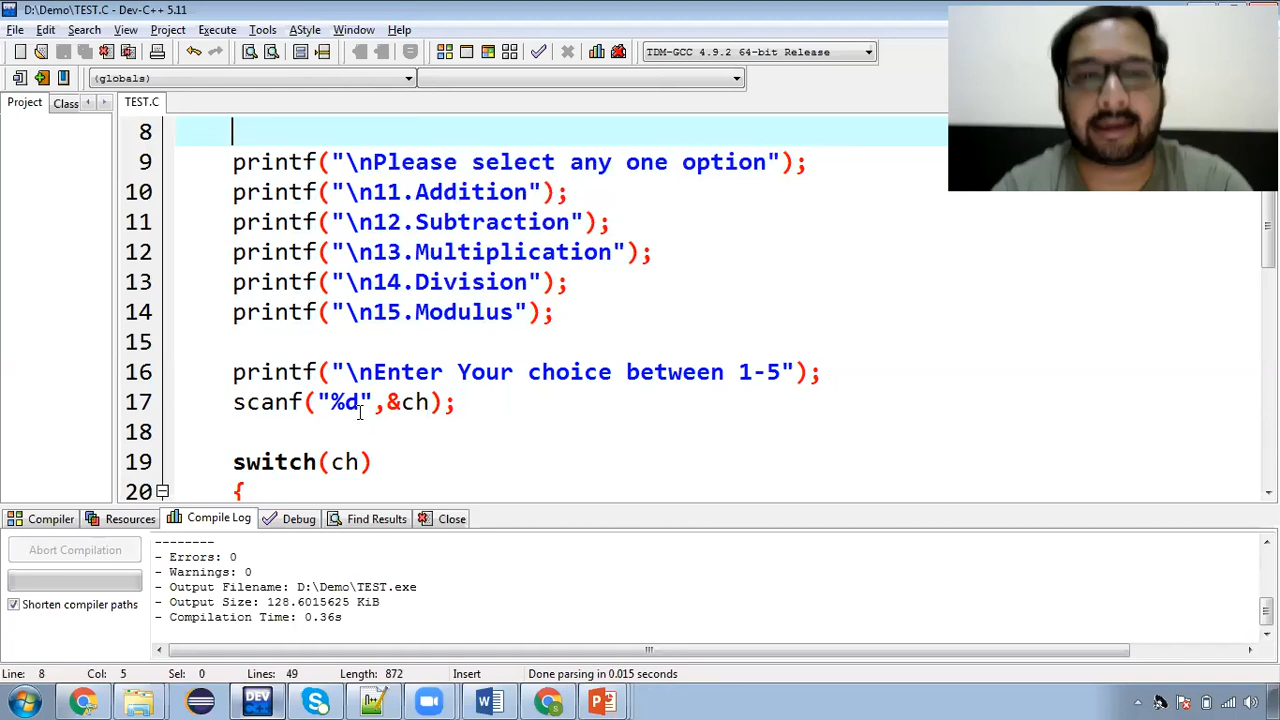 D:\Demo\TEST.C - Dev-C++ 5.11
File Edit Search View Project Execute Tools AStyle Window Help
TDM-GCC 4.9.2 64-bit Release
(globals)
Project Class TEST.C
8
9 printf("\nPlease select any one option");
10 printf("\n11.Addition");
11 printf("\n12.Subtraction");
12 printf("\n13.Multiplication");
13 printf("\n14.Division");
14 printf("\n15.Modulus");
15
16 printf("\nEnter Your choice between 1-5");
17 scanf("%d",&ch);
18
19 switch(ch)
20 {
Compiler Resources Compile Log Debug Find Results Close
Abort Compilation
Shorten compiler paths
--------
- Errors: 0
- Warnings: 0
- Output Filename: D:\Demo\TEST.exe
- Output Size: 128.6015625 KiB
- Compilation Time: 0.36s
Line: 8 Col: 5 Sel: 0 Lines: 49 Length: 872 Insert Done parsing in 0.015 seconds
DEV C++